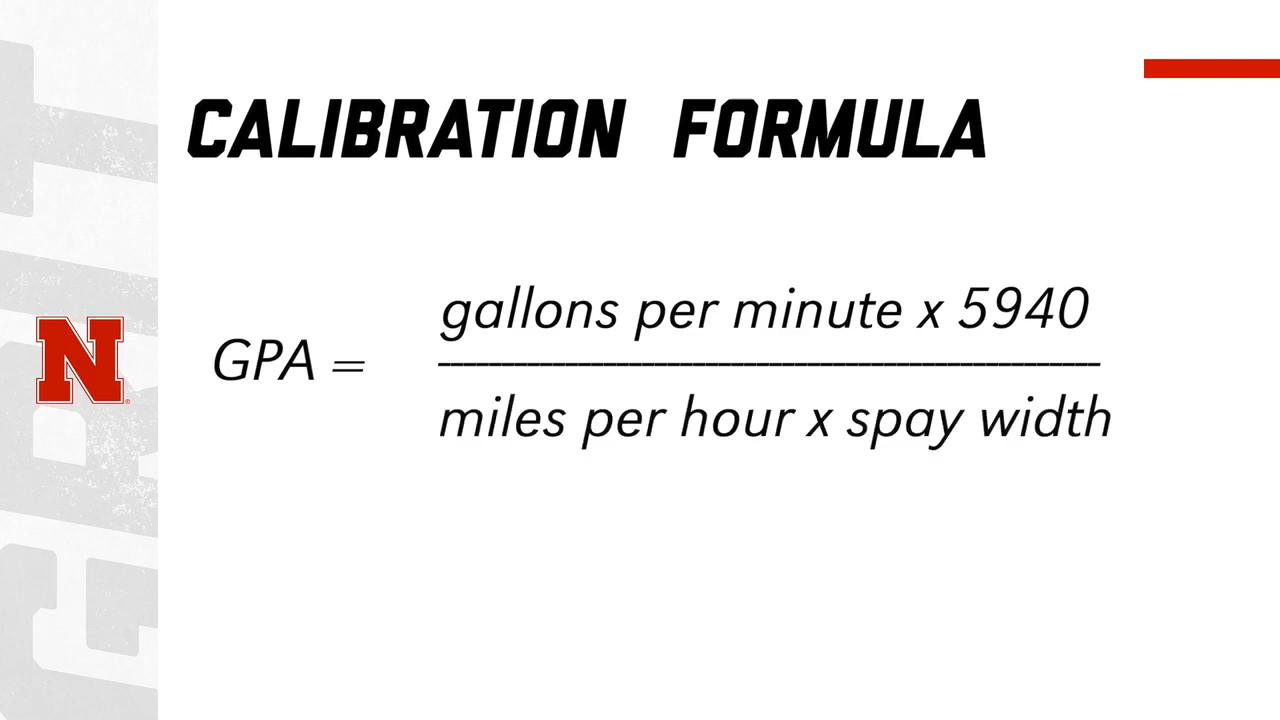 CALIBRATION FORMULA
gallons per minute x 5940
GPA =
miles per hour x spay width
N